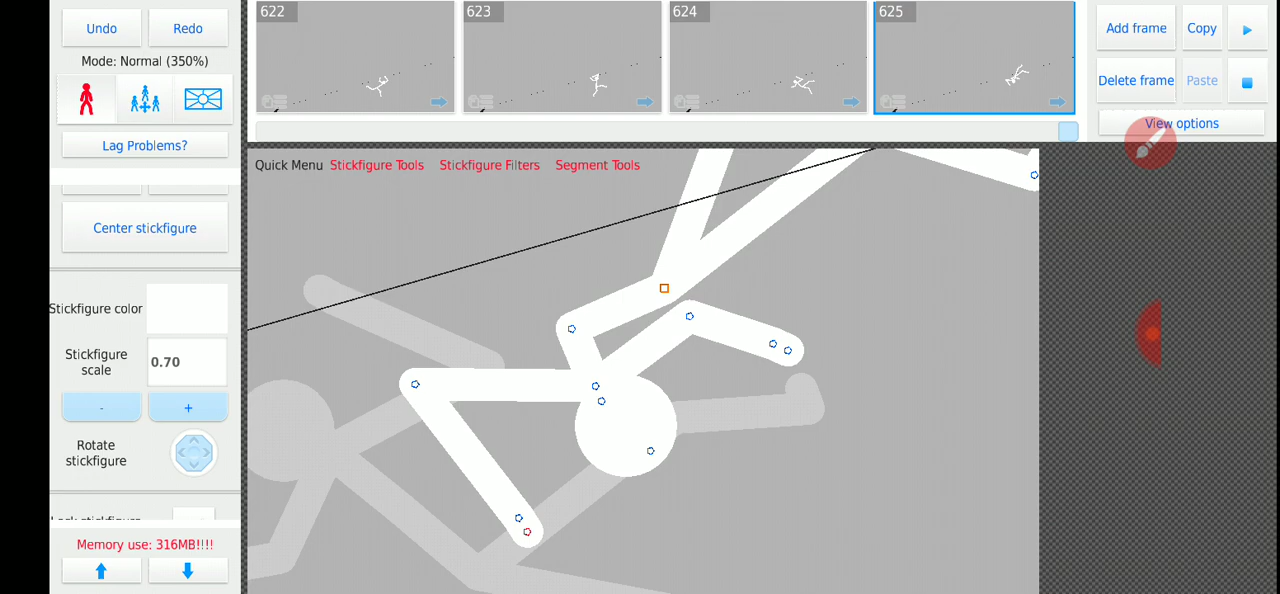 Undo
Redo
Mode: Normal (350%)
Lag Problems?
Center stickfigure
Stickfigure color
Stickfigure scale
0.70
-
+
Rotate stickfigure
Memory use: 316MB!!!!
622
623
624
625
Quick Menu Stickfigure Tools Stickfigure Filters Segment Tools
Add frame
Copy
Delete frame
Paste
View options